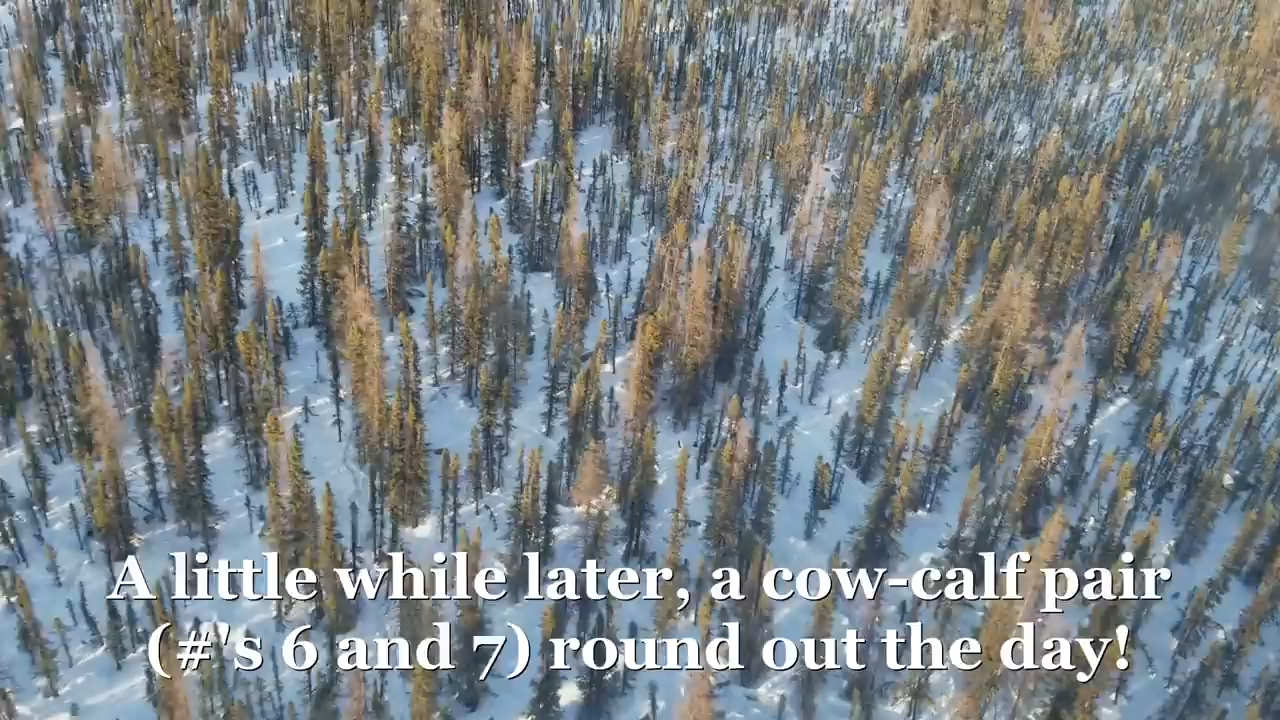 A little while later, a cow-calf pair
(#'s 6 and 7) round out the day!